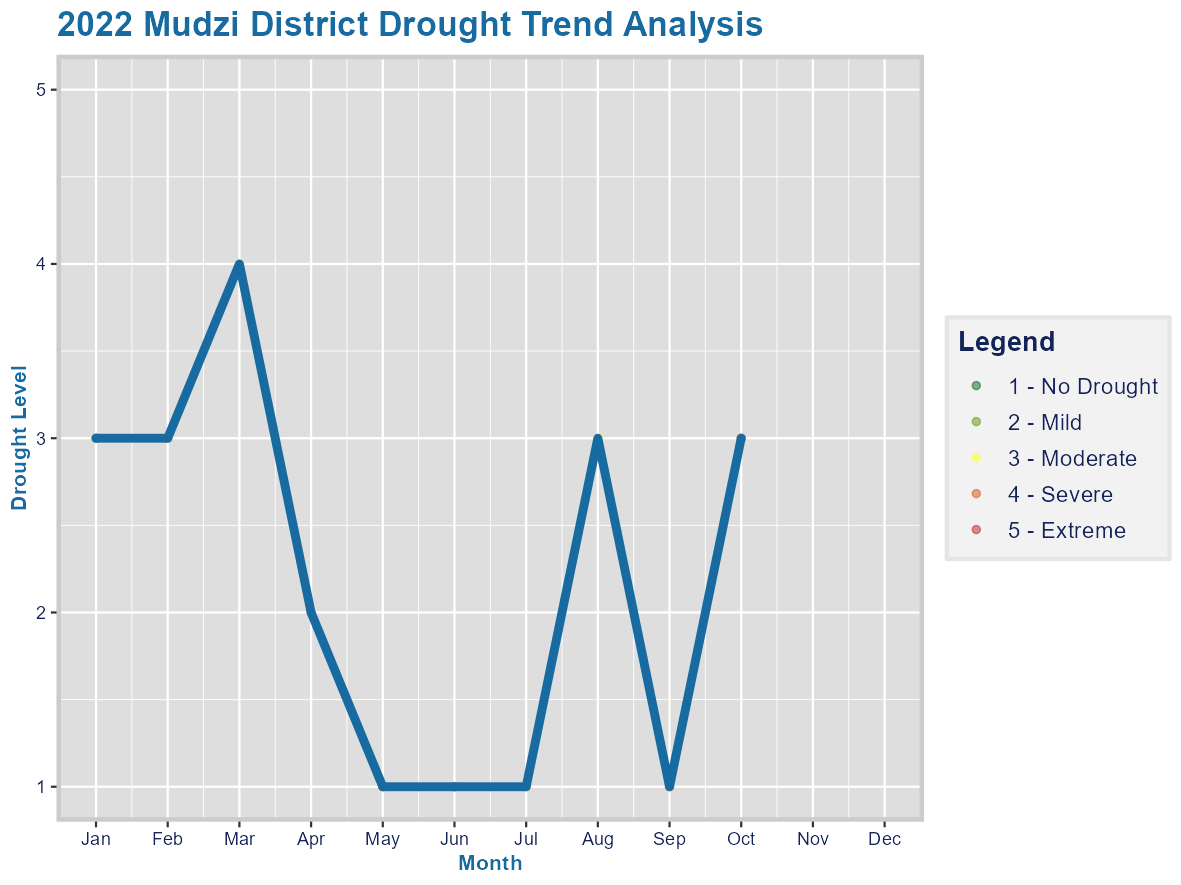 2022 Mudzi District Drought Trend Analysis
5
4
3
2
1
Drought Level
Jan Feb Mar Apr May Jun Jul Aug Sep Oct Nov Dec
Month
Legend
1 - No Drought
2 - Mild
3 - Moderate
4 - Severe
5 - Extreme